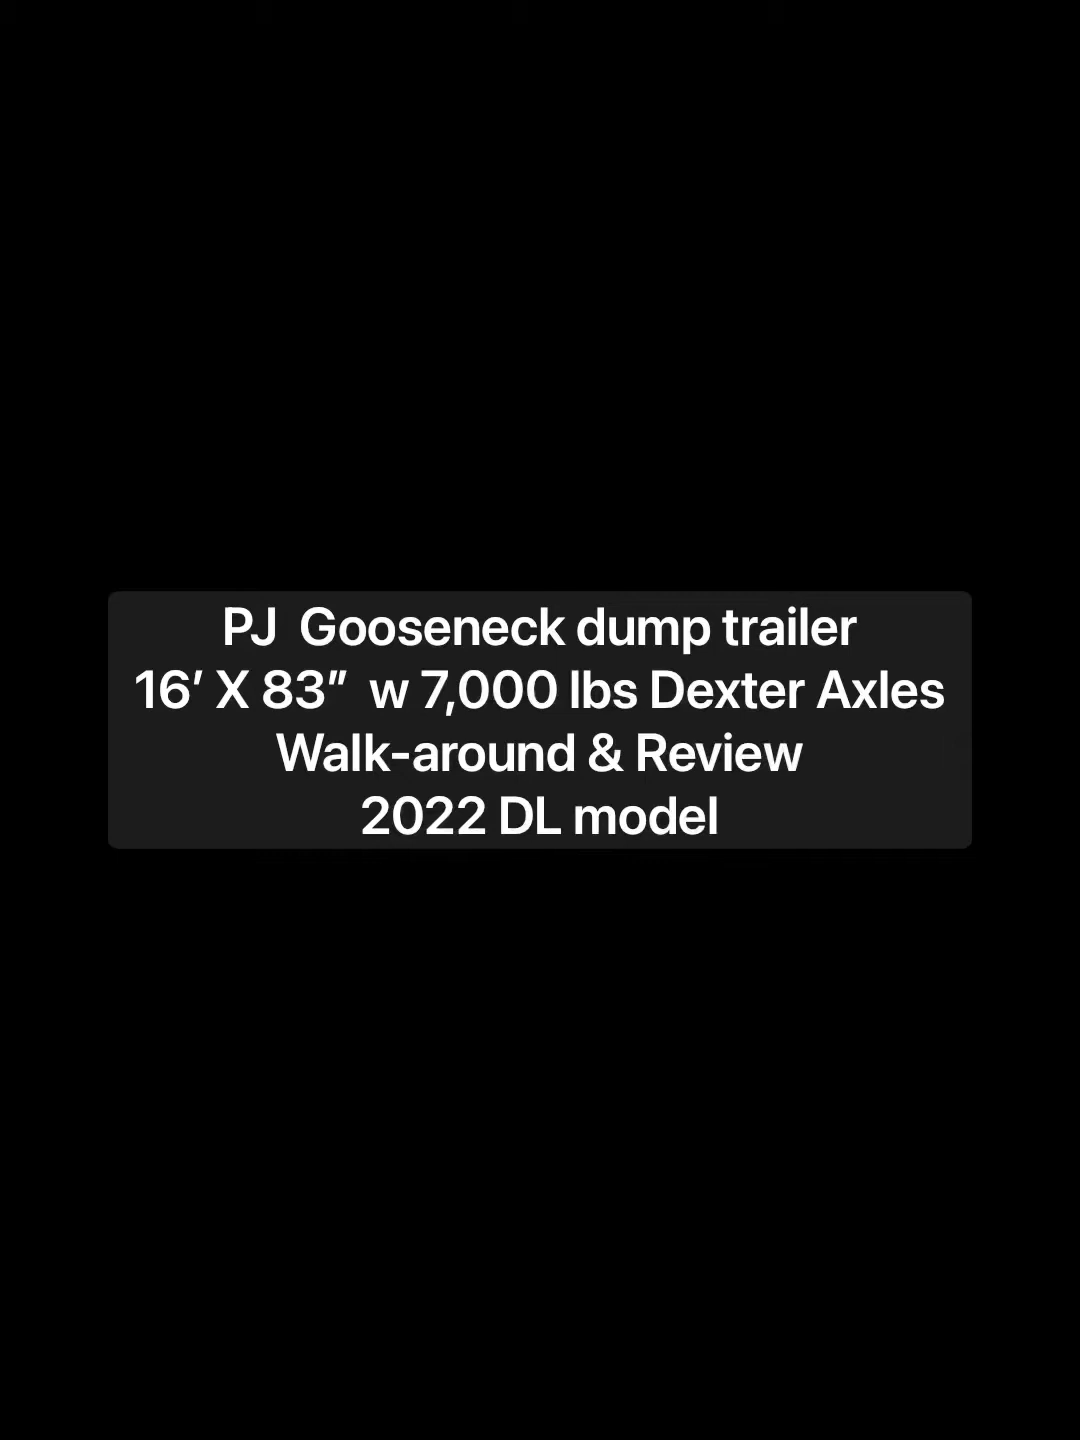 PJ  Gooseneck dump trailer
16′ X 83″  w 7,000 lbs Dexter Axles
Walk-around & Review
2022 DL model